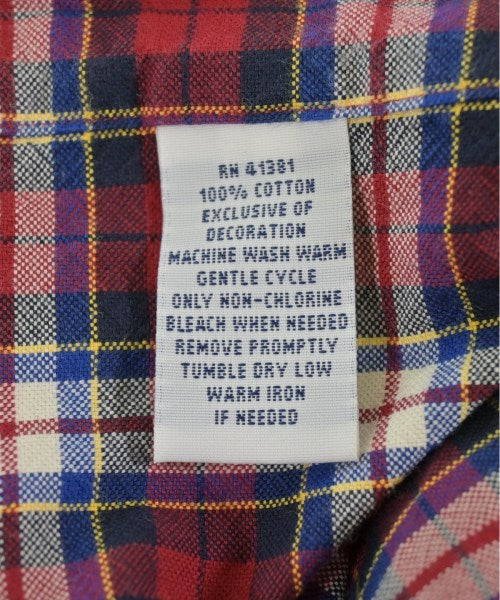 RN 41381
100% COTTON
EXCLUSIVE OF
DECORATION
MACHINE WASH WARM
GENTLE CYCLE
ONLY NON-CHLORINE
BLEACH WHEN NEEDED
REMOVE PROMPTLY
TUMBLE DRY LOW
WARM IRON
IF NEEDED